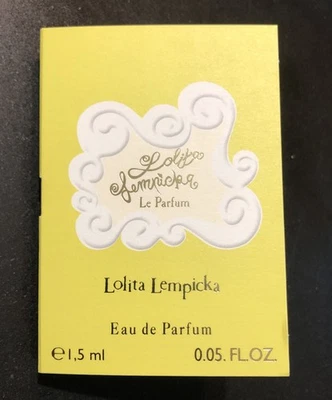 Lolita
Lempicka
Le Parfum
Lolita Lempicka
Eau de Parfum
℮1,5 ml 0.05. FL.OZ.